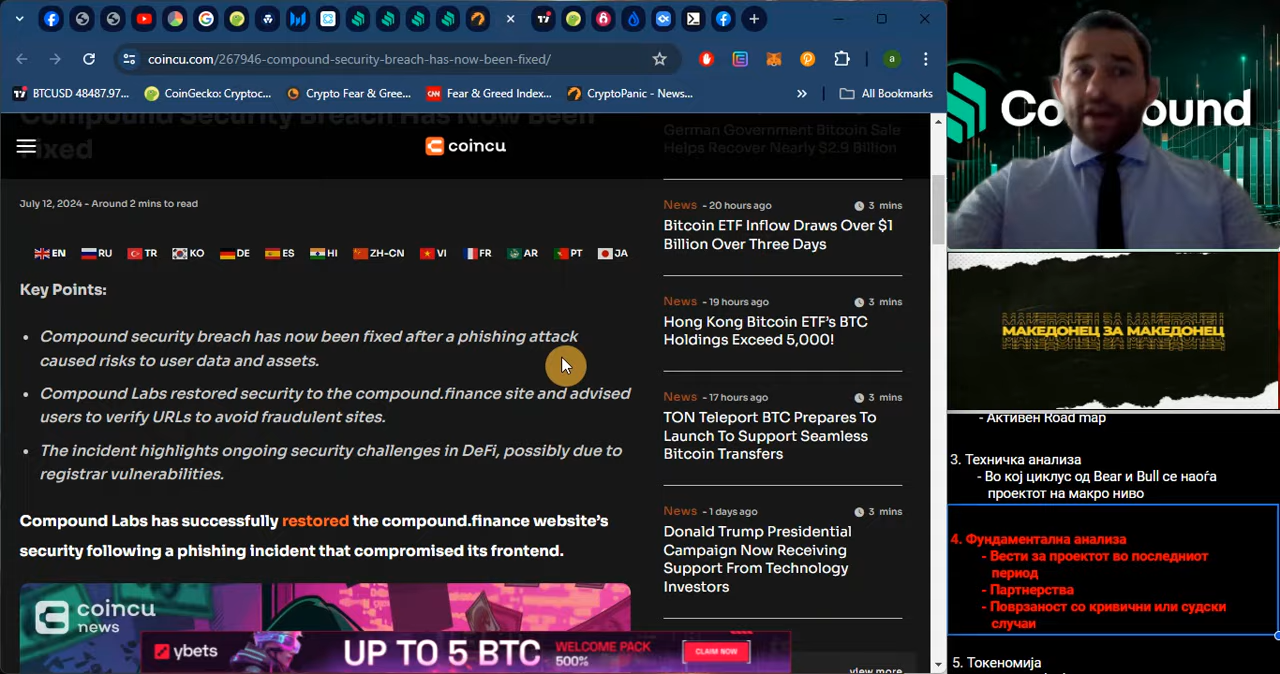 coincu.com/267946-compound-security-breach-has-now-been-fixed/
a
BTCUSD 48487.97...
CoinGecko: Cryptoc...
Crypto Fear & Gree...
CNN
Fear & Greed Index...
CryptoPanic - News...
»
All Bookmarks
Compound Security Breach Has Now Been
Fixed
coincu
July 12, 2024 - Around 2 mins to read
EN RU TR KO DE ES HI ZH-CN VI FR AR PT JA
Key Points:
• Compound security breach has now been fixed after a phishing attack
caused risks to user data and assets.
• Compound Labs restored security to the compound.finance site and advised
users to verify URLs to avoid fraudulent sites.
• The incident highlights ongoing security challenges in DeFi, possibly due to
registrar vulnerabilities.
Compound Labs has successfully restored the compound.finance website's
security following a phishing incident that compromised its frontend.
coincu
news
ybets
UP TO 5 BTC
WELCOME PACK
500%
CLAIM NOW
German Government Bitcoin Sale
Helps Recover Nearly $2.9 Billion
News - 20 hours ago 3 mins
Bitcoin ETF Inflow Draws Over $1
Billion Over Three Days
News - 19 hours ago 3 mins
Hong Kong Bitcoin ETF's BTC
Holdings Exceed 5,000!
News - 17 hours ago 3 mins
TON Teleport BTC Prepares To
Launch To Support Seamless
Bitcoin Transfers
News - 1 days ago 3 mins
Donald Trump Presidential
Campaign Now Receiving
Support From Technology
Investors
view more
МАКЕДОНЕЦ ЗА МАКЕДОНЕЦ
- Активен Road map
3. Техничка анализа
- Во кој циклус од Bear и Bull се наоѓа
проектот на макро ниво
4. Фундаментална анализа
- Вести за проектот во последниот
период
- Партнерства
- Поврзаност со кривични или судски
случаи
5. Токеномија